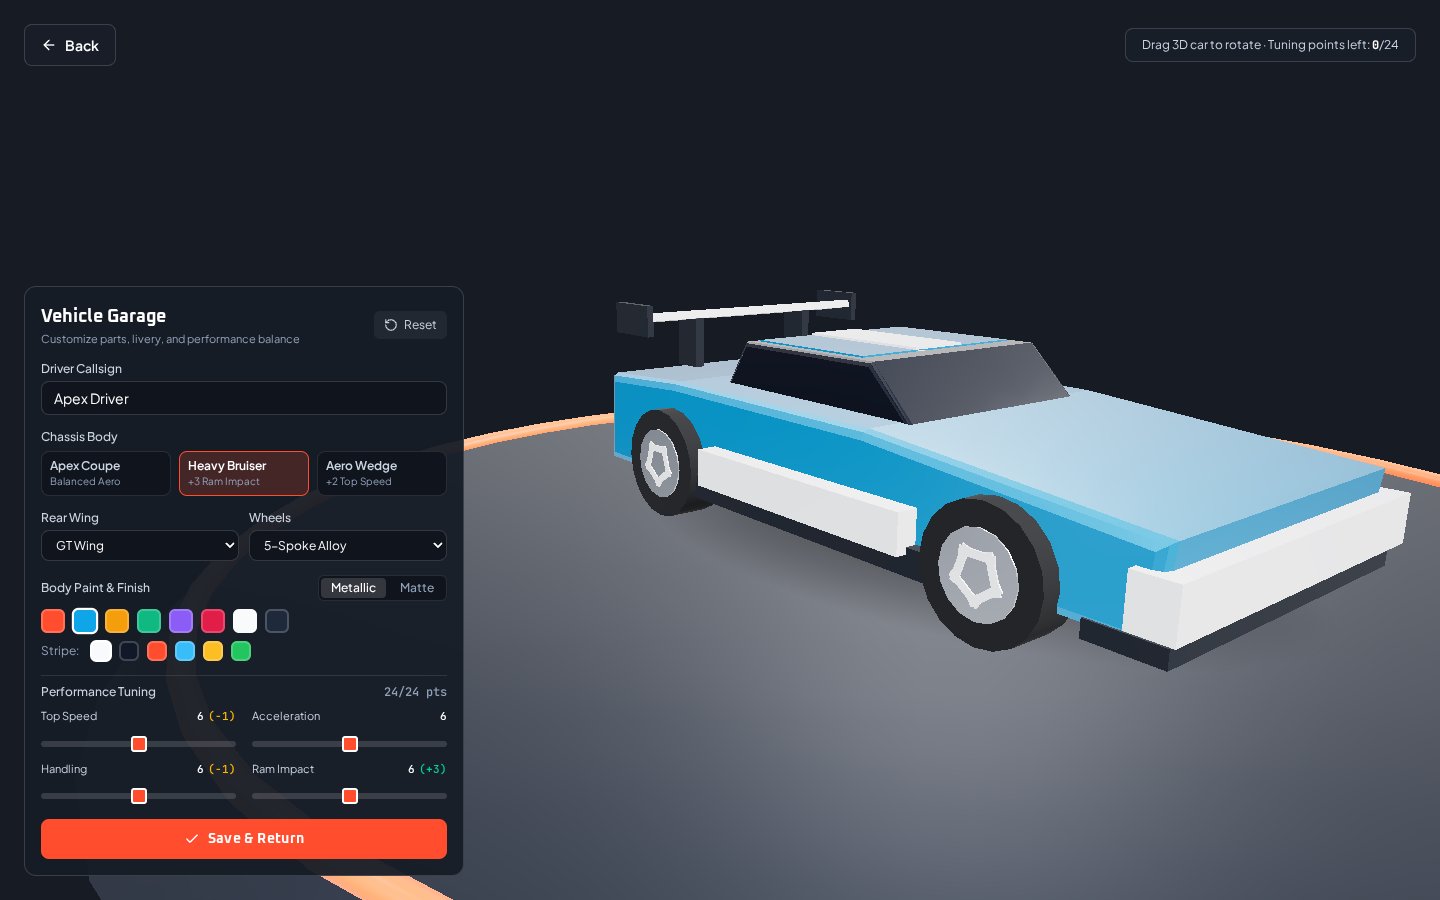 Back
Drag 3D car to rotate · Tuning points left: 0/24
Vehicle Garage
Reset
Customize parts, livery, and performance balance
Driver Callsign
Apex Driver
Chassis Body
Apex Coupe
Balanced Aero
Heavy Bruiser
+3 Ram Impact
Aero Wedge
+2 Top Speed
Rear Wing
Wheels
GT Wing
5-Spoke Alloy
Body Paint & Finish
Metallic
Matte
Stripe:
Performance Tuning
24/24 pts
Top Speed
6 (-1)
Acceleration
6
Handling
6 (-1)
Ram Impact
6 (+3)
Save & Return